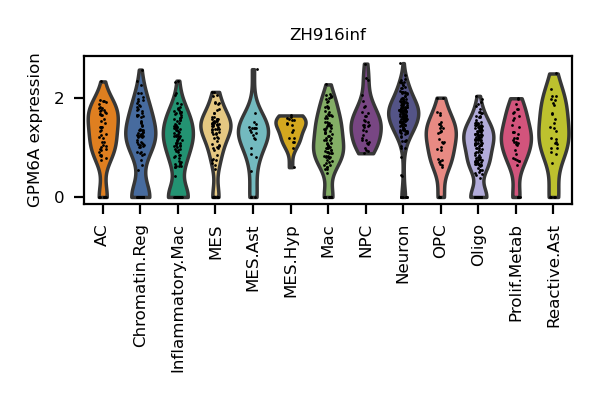 ZH916inf
GPM6A expression
2
0
AC
Chromatin.Reg
Inflammatory.Mac
MES
MES.Ast
MES.Hyp
Mac
NPC
Neuron
OPC
Oligo
Prolif.Metab
Reactive.Ast